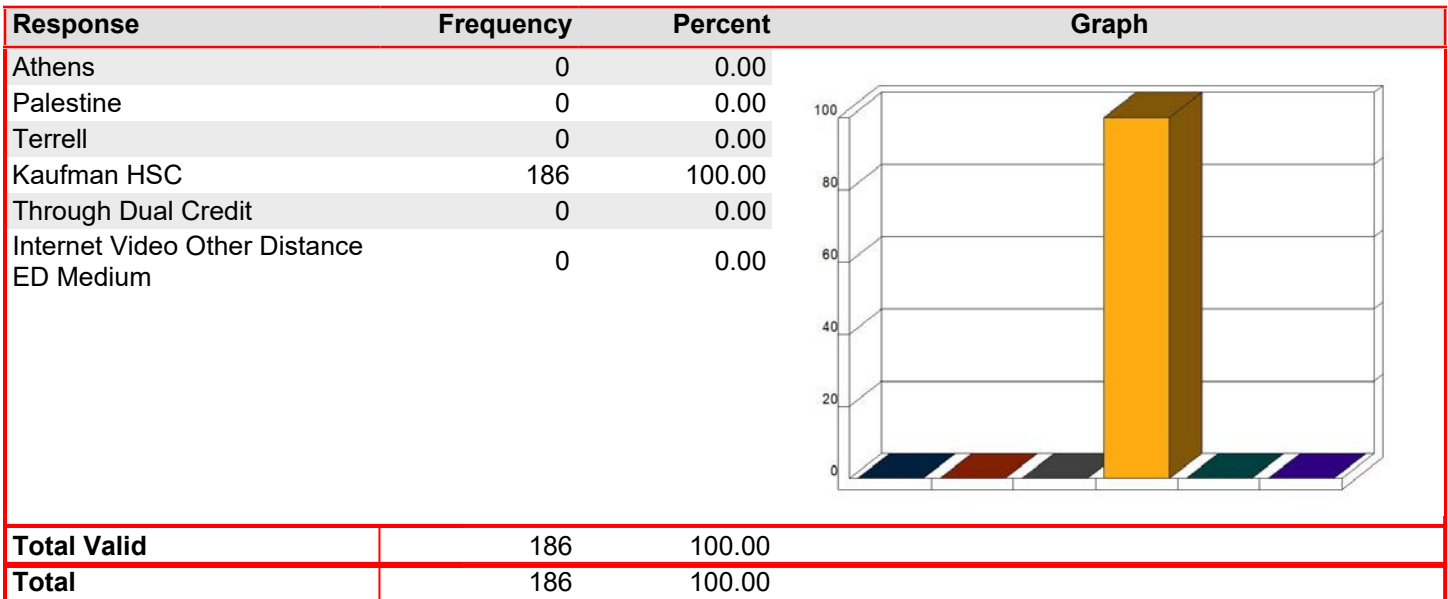 Response Frequency Percent Graph
Athens 0 0.00
Palestine 0 0.00
Terrell 0 0.00
Kaufman HSC 186 100.00
Through Dual Credit 0 0.00
Internet Video Other Distance
ED Medium 0 0.00
100
80
60
40
20
0
Total Valid 186 100.00
Total 186 100.00